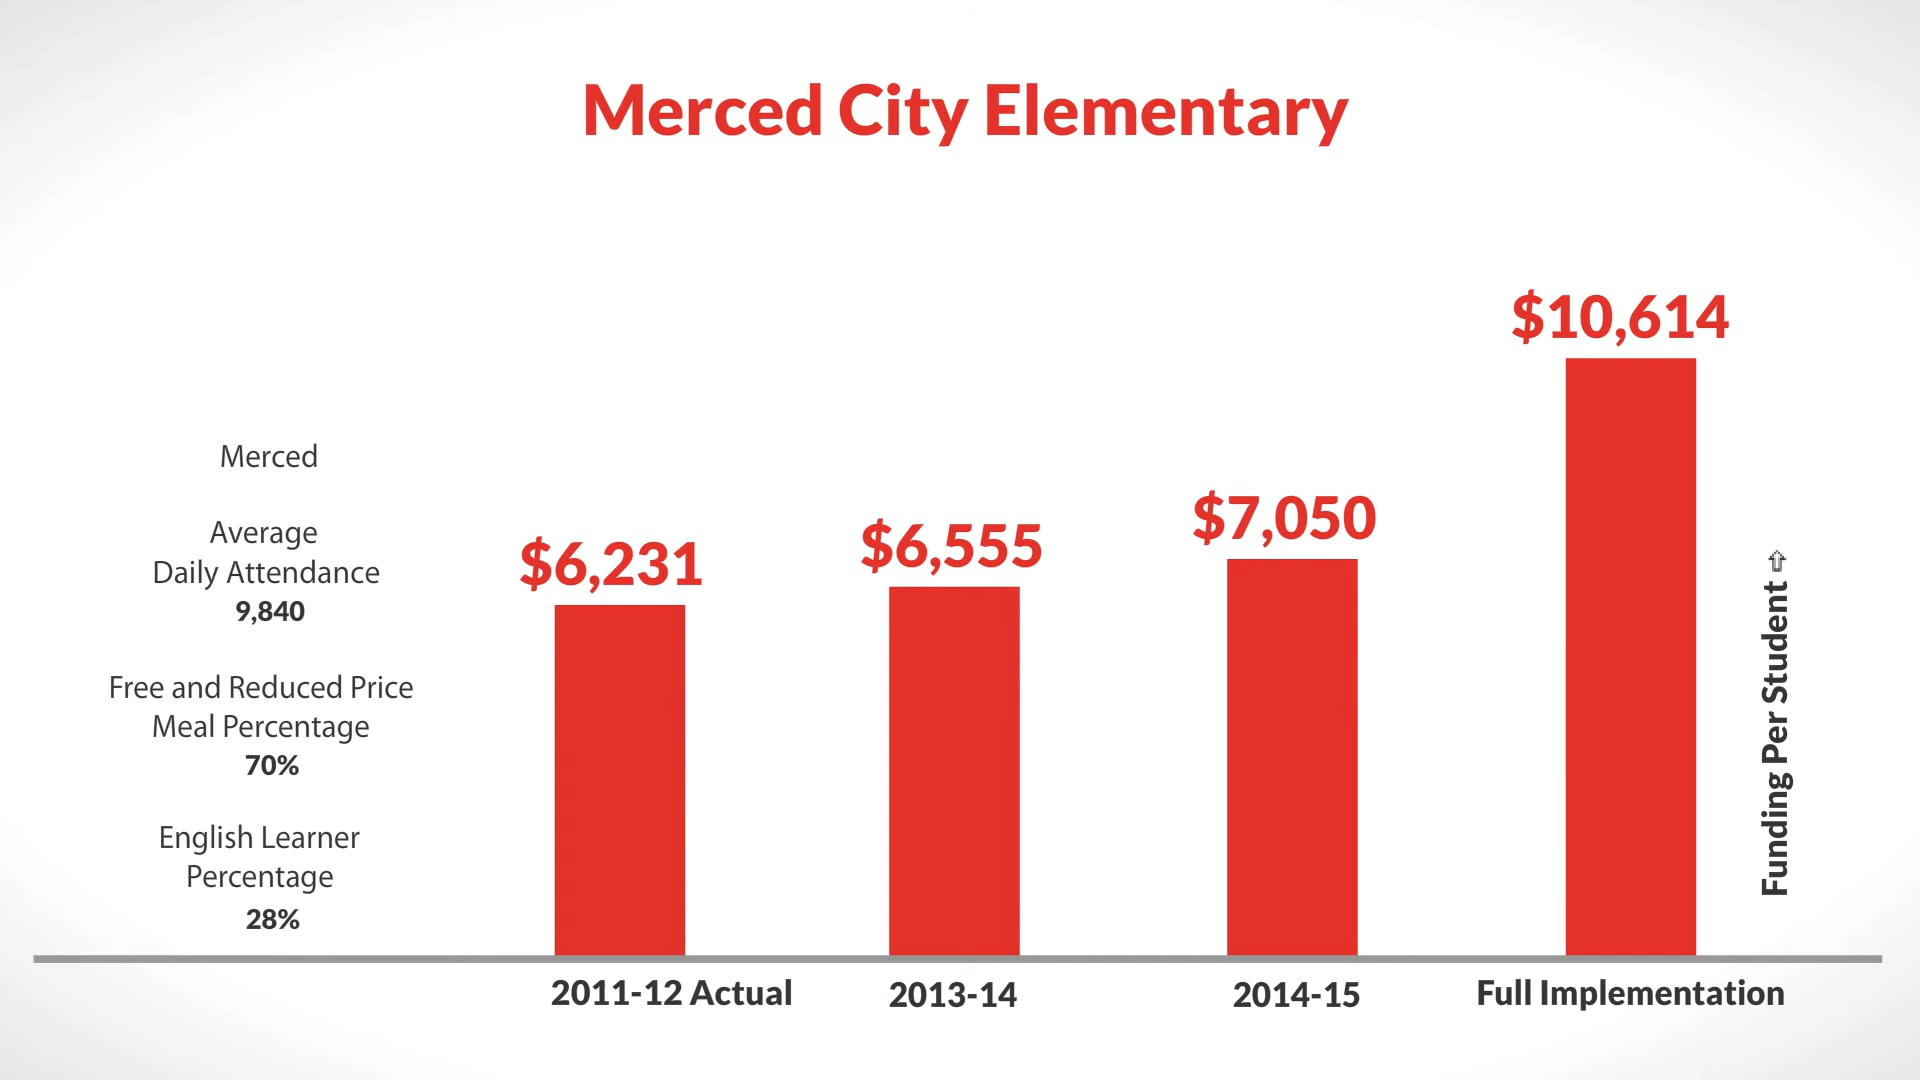 Merced City Elementary
$10,614
$7,050
$6,555
$6,231
Merced
Average
Daily Attendance
9,840
Free and Reduced Price
Meal Percentage
70%
English Learner
Percentage
28%
Funding Per Student ⇧
2011-12 Actual
2013-14
2014-15
Full Implementation